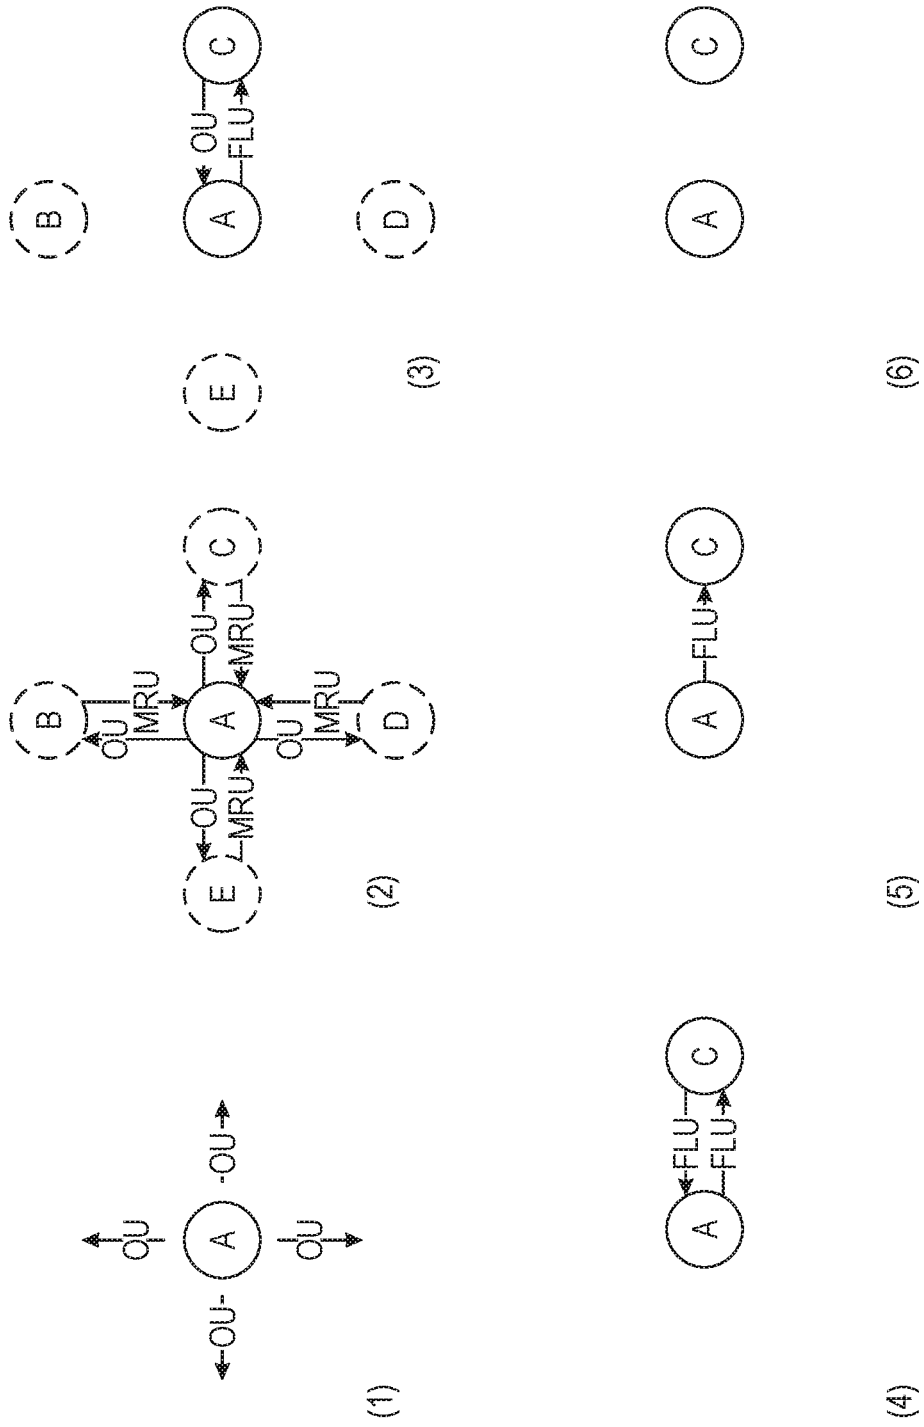 OU
OU A OU
OU
(1)
B
OU
MRU
OU OU
E A C
MRU MRU
OU
MRU
D
(2)
B
OU
E A C
FLU
D
(3)
FLU
A C
FLU
(4)
A FLU C
(5)
A C
(6)